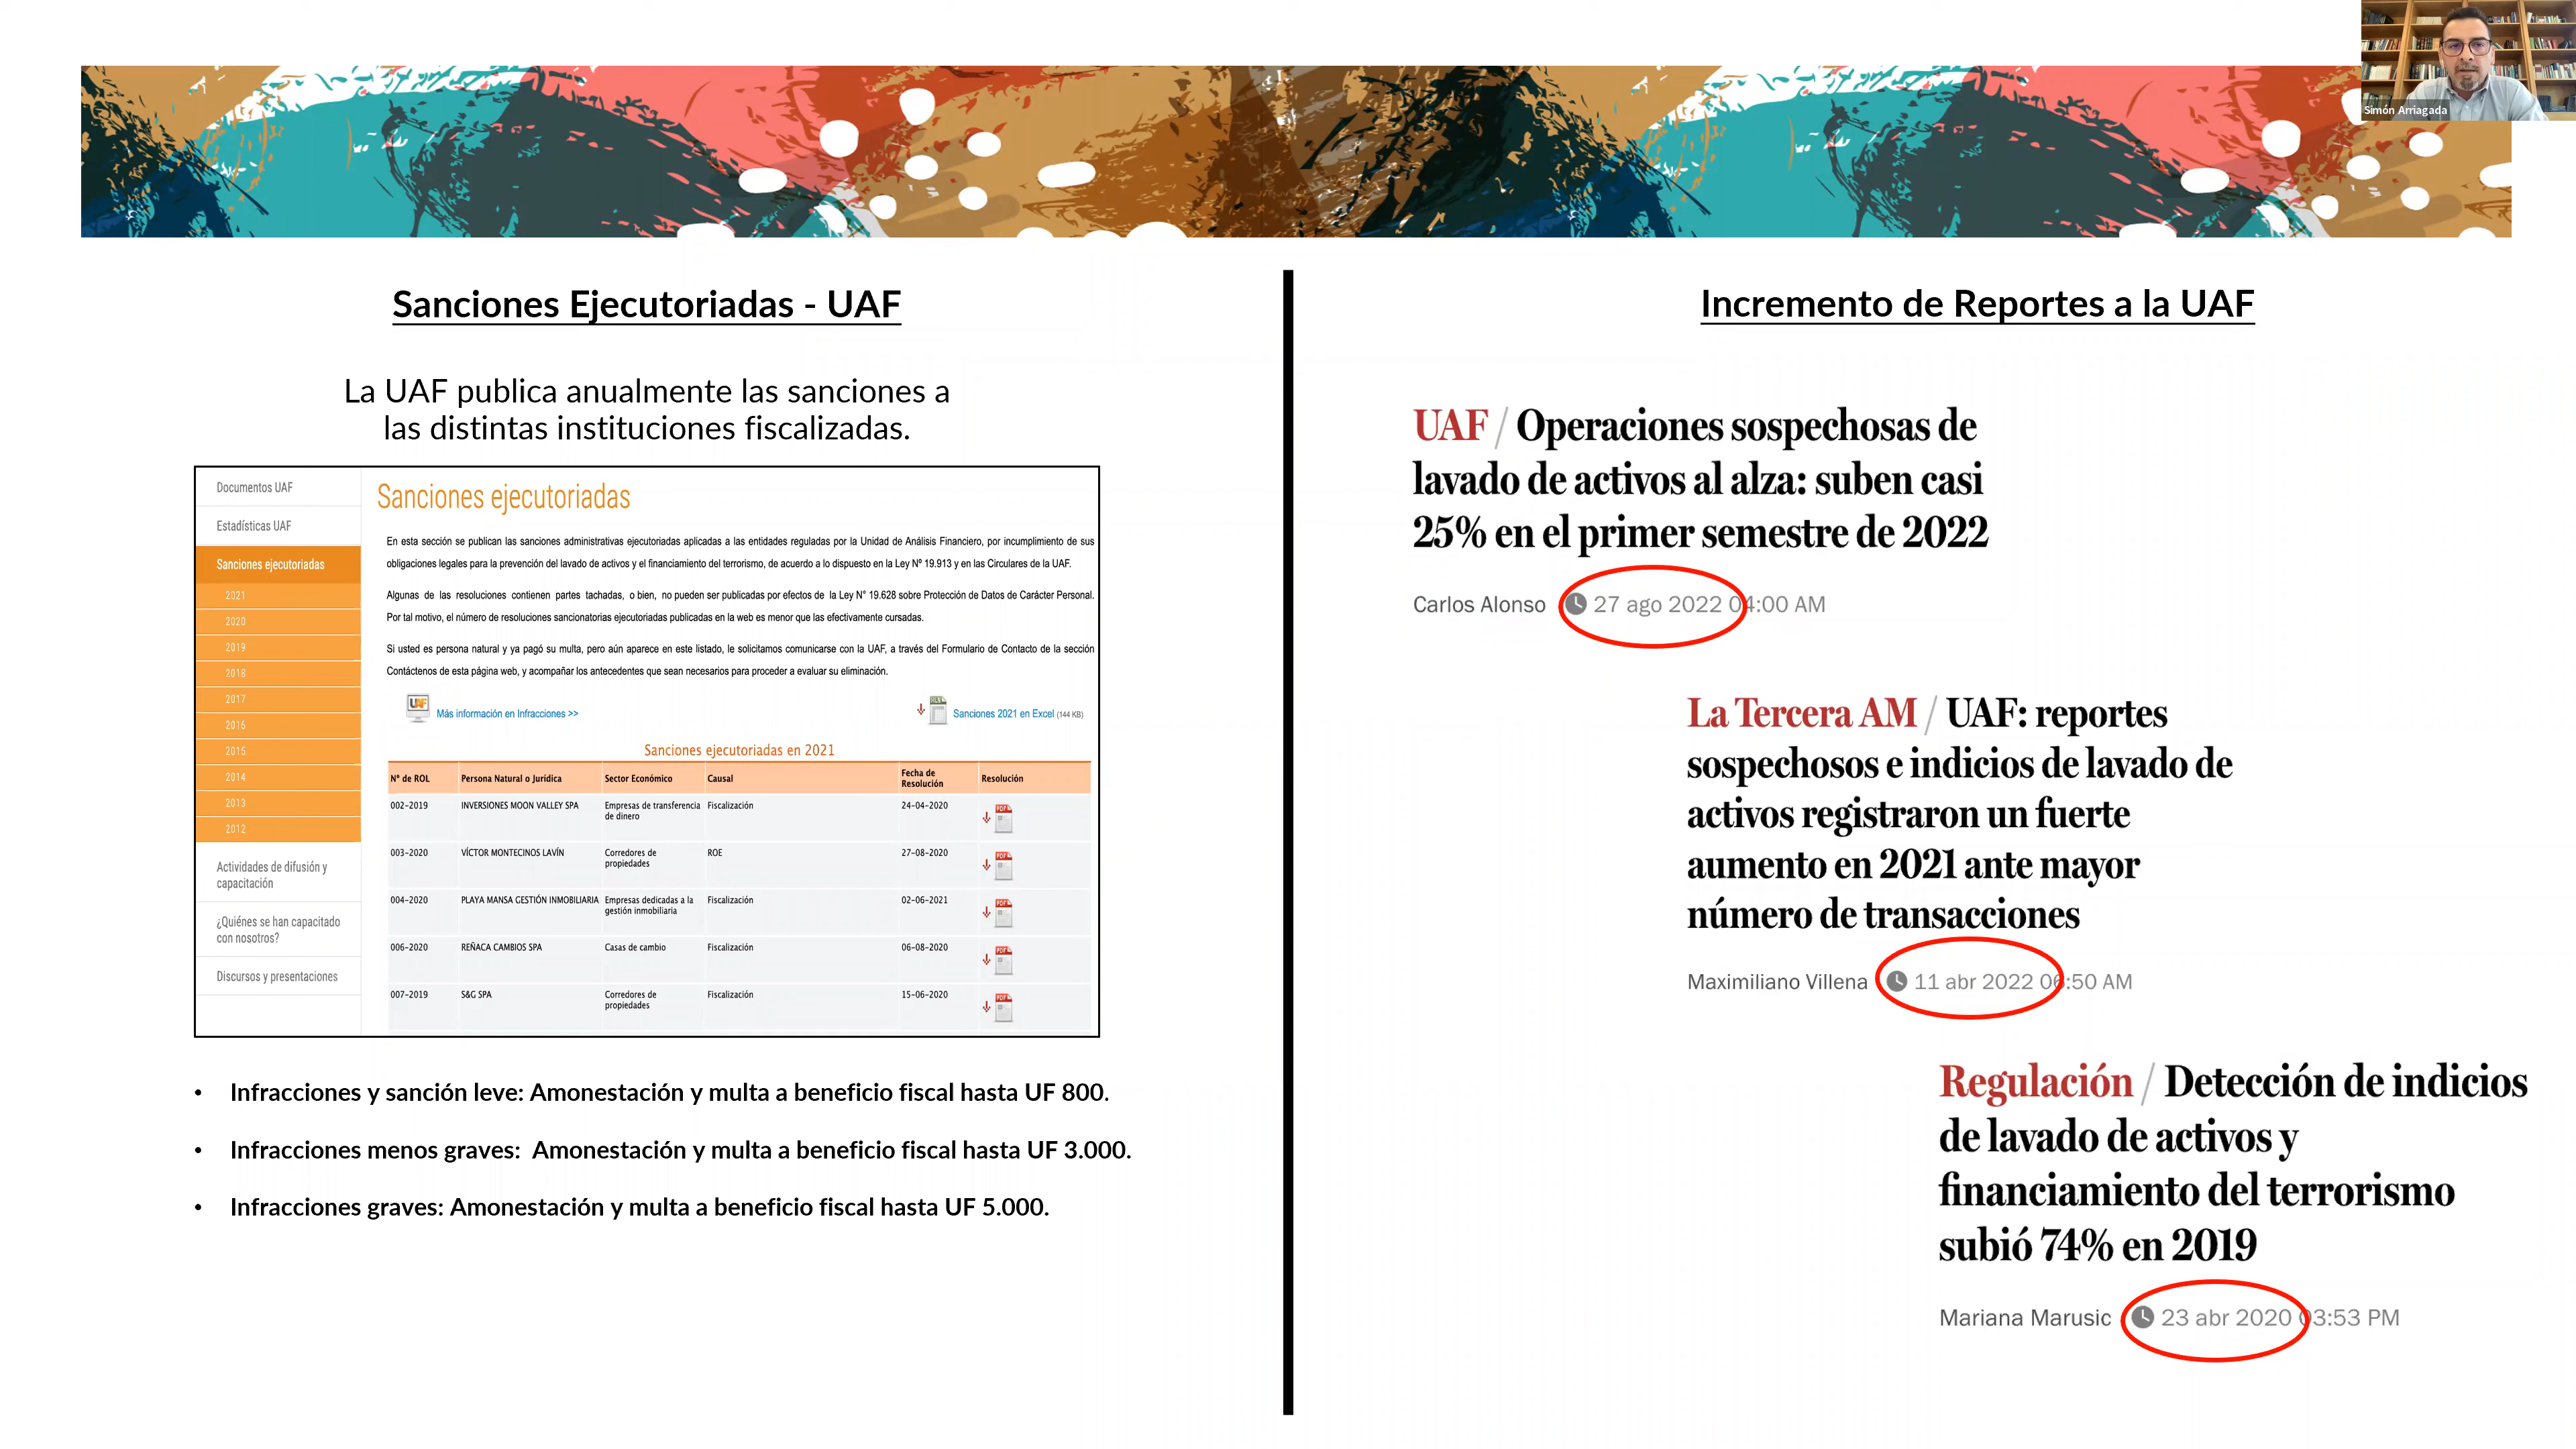 Simón Arriagada
Sanciones Ejecutoriadas - UAF
La UAF publica anualmente las sanciones a
las distintas instituciones fiscalizadas.
Documentos UAF
Estadísticas UAF
Sanciones ejecutoriadas
2021
2020
2019
2018
2017
2016
2015
2014
2013
2012
Actividades de difusión y
capacitación
¿Quiénes se han capacitado
con nosotros?
Discursos y presentaciones
Sanciones ejecutoriadas
En esta sección se publican las sanciones administrativas ejecutoriadas aplicadas a las entidades reguladas por la Unidad de Análisis Financiero, por incumplimiento de sus
obligaciones legales para la prevención del lavado de activos y el financiamiento del terrorismo, de acuerdo a lo dispuesto en la Ley Nº 19.913 y en las Circulares de la UAF.
Algunas de las resoluciones contienen partes tachadas, o bien, no pueden ser publicadas por efectos de la Ley N° 19.628 sobre Protección de Datos de Carácter Personal.
Por tal motivo, el número de resoluciones sancionatorias ejecutoriadas publicadas en la web es menor que las efectivamente cursadas.
Si usted es persona natural y ya pagó su multa, pero aún aparece en este listado, le solicitamos comunicarse con la UAF, a través del Formulario de Contacto de la sección
Contáctenos de esta página web, y acompañar los antecedentes que sean necesarios para proceder a evaluar su eliminación.
UAF Más información en Infracciones >>
Sanciones 2021 en Excel (144 KB)
Sanciones ejecutoriadas en 2021
N° de ROL Persona Natural o Jurídica Sector Económico Causal Fecha de Resolución Resolución
002-2019 INVERSIONES MOON VALLEY SPA Empresas de transferencia de dinero Fiscalización 24-04-2020 PDF
003-2020 VÍCTOR MONTECINOS LAVÍN Corredores de propiedades ROE 27-08-2020 PDF
004-2020 PLAYA MANSA GESTIÓN INMOBILIARIA Empresas dedicadas a la gestión inmobiliaria Fiscalización 02-06-2021 PDF
006-2020 REÑACA CAMBIOS SPA Casas de cambio Fiscalización 06-08-2020 PDF
007-2019 S&G SPA Corredores de propiedades Fiscalización 15-06-2020 PDF
• Infracciones y sanción leve: Amonestación y multa a beneficio fiscal hasta UF 800.
• Infracciones menos graves: Amonestación y multa a beneficio fiscal hasta UF 3.000.
• Infracciones graves: Amonestación y multa a beneficio fiscal hasta UF 5.000.
Incremento de Reportes a la UAF
UAF / Operaciones sospechosas de
lavado de activos al alza: suben casi
25% en el primer semestre de 2022
Carlos Alonso 27 ago 2022 04:00 AM
La Tercera AM / UAF: reportes
sospechosos e indicios de lavado de
activos registraron un fuerte
aumento en 2021 ante mayor
número de transacciones
Maximiliano Villena 11 abr 2022 06:50 AM
Regulación / Detección de indicios
de lavado de activos y
financiamiento del terrorismo
subió 74% en 2019
Mariana Marusic 23 abr 2020 03:53 PM